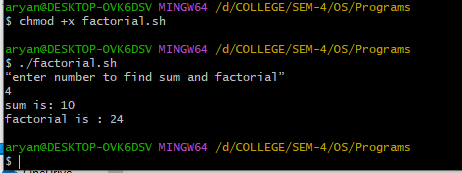 aryan@DESKTOP-OVK6DSV MINGW64 /d/COLLEGE/SEM-4/OS/Programs
$ chmod +x factorial.sh
aryan@DESKTOP-OVK6DSV MINGW64 /d/COLLEGE/SEM-4/OS/Programs
$ ./factorial.sh
“enter number to find sum and factorial”
4
sum is: 10
factorial is : 24
aryan@DESKTOP-OVK6DSV MINGW64 /d/COLLEGE/SEM-4/OS/Programs
$
OneDrive